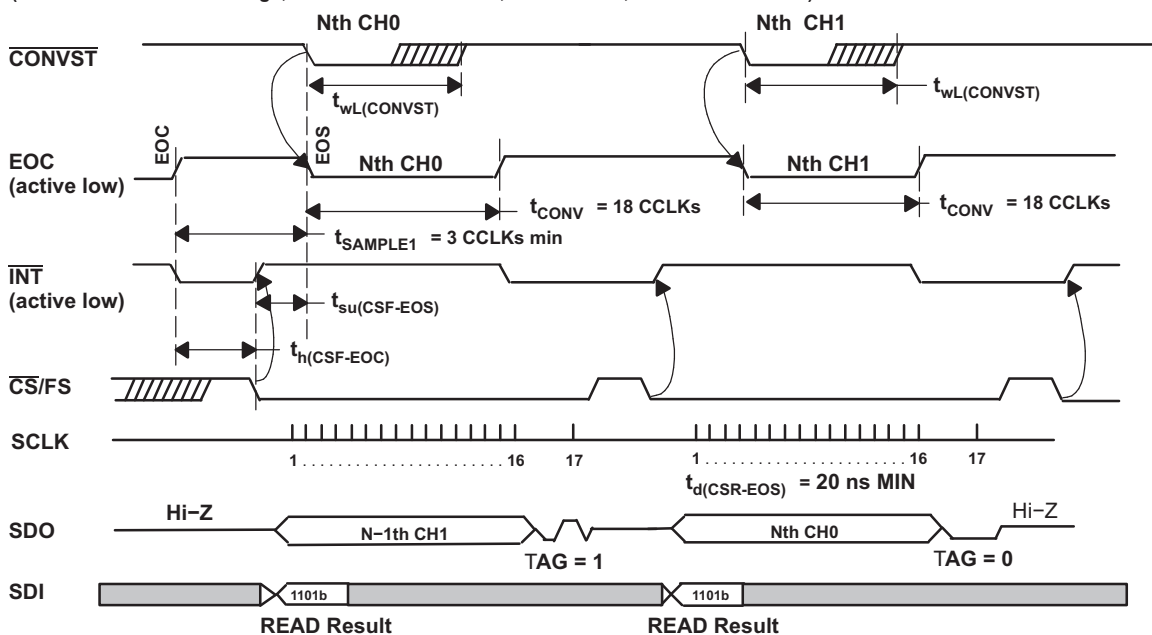 Nth CH0
Nth CH1
CONVST
twL(CONVST)
twL(CONVST)
EOC
EOS
EOC
(active low)
Nth CH0
Nth CH1
tCONV = 18 CCLKs
tCONV = 18 CCLKs
tSAMPLE1 = 3 CCLKs min
INT
(active low)
tsu(CSF-EOS)
th(CSF-EOC)
CS/FS
SCLK
1 . . . . . . . . . . . . . . . . . . . . . . . 16 17
1 . . . . . . . . . . . . . . . . . . . . . . . 16 17
td(CSR-EOS) = 20 ns MIN
SDO
Hi−Z
N−1th CH1
TAG = 1
Nth CH0
TAG = 0
Hi−Z
SDI
1101b
1101b
READ Result
READ Result